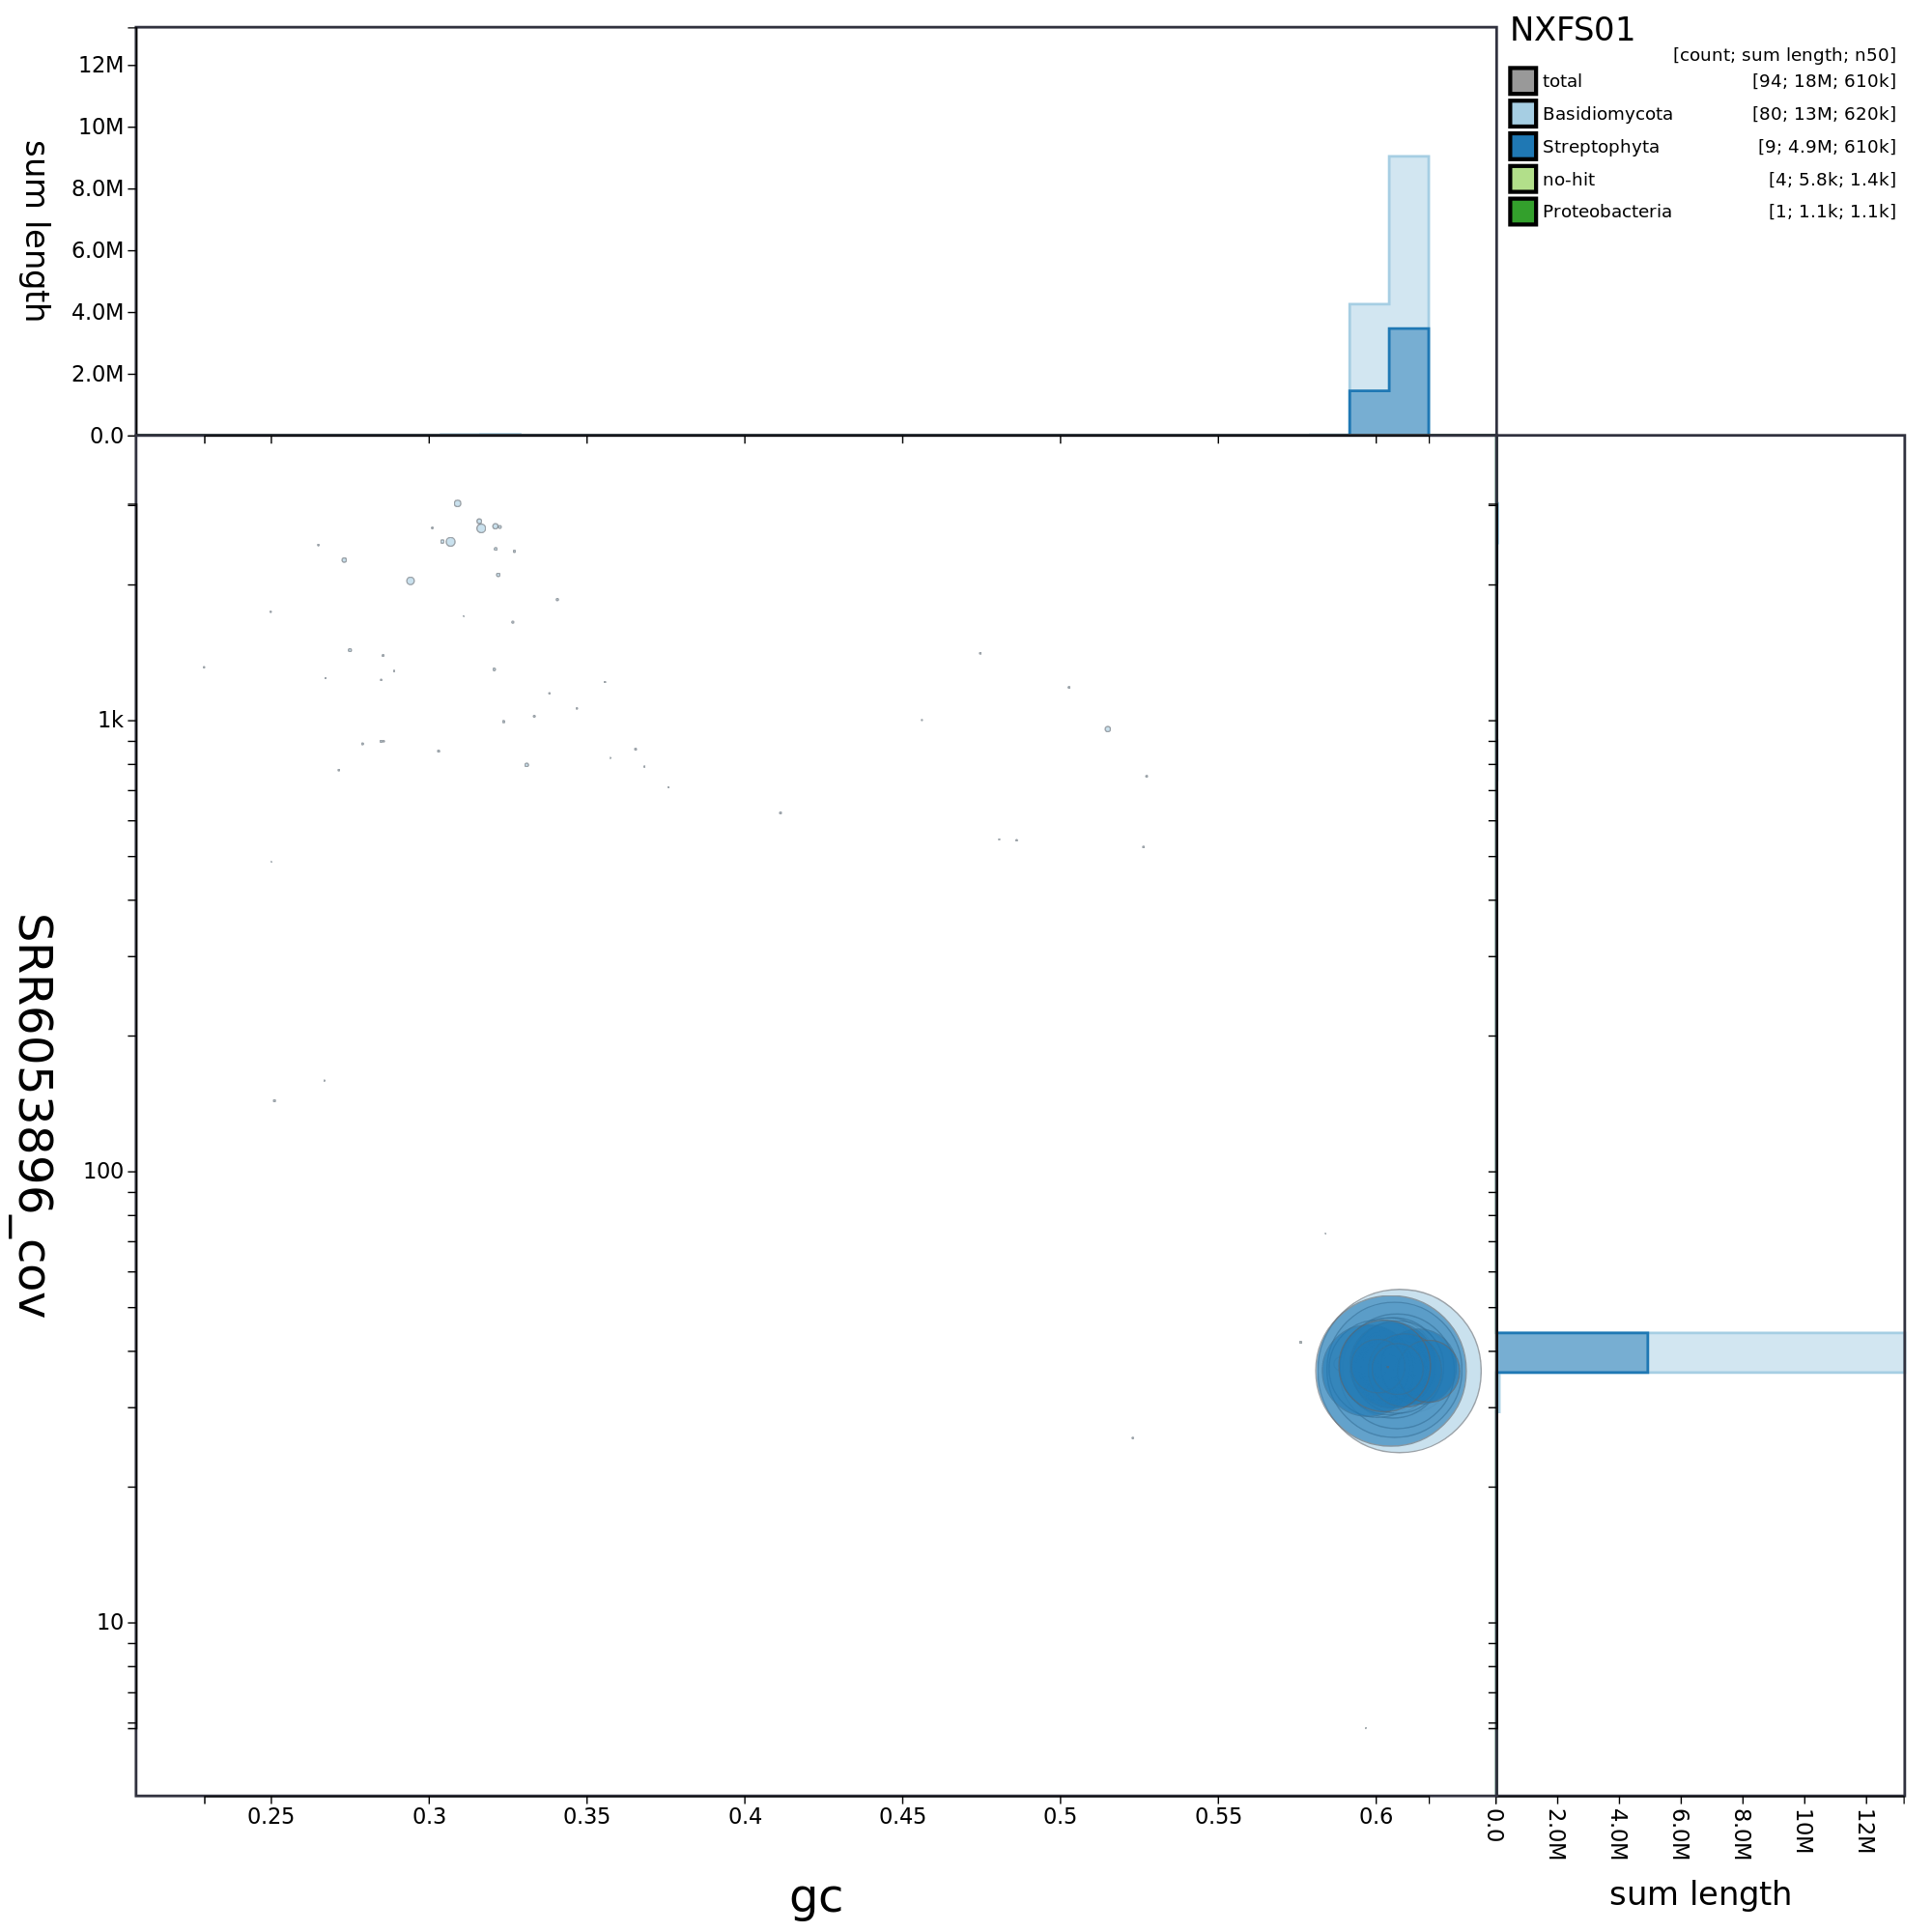 NXFS01
[count; sum length; n50]
total [94; 18M; 610k]
Basidiomycota [80; 13M; 620k]
Streptophyta [9; 4.9M; 610k]
no-hit [4; 5.8k; 1.4k]
Proteobacteria [1; 1.1k; 1.1k]
sum length
12M
10M
8.0M
6.0M
4.0M
2.0M
0.0
SRR6053896_cov
1k
100
10
0.25 0.3 0.35 0.4 0.45 0.5 0.55 0.6
gc
0.0 2.0M 4.0M 6.0M 8.0M 10M 12M
sum length